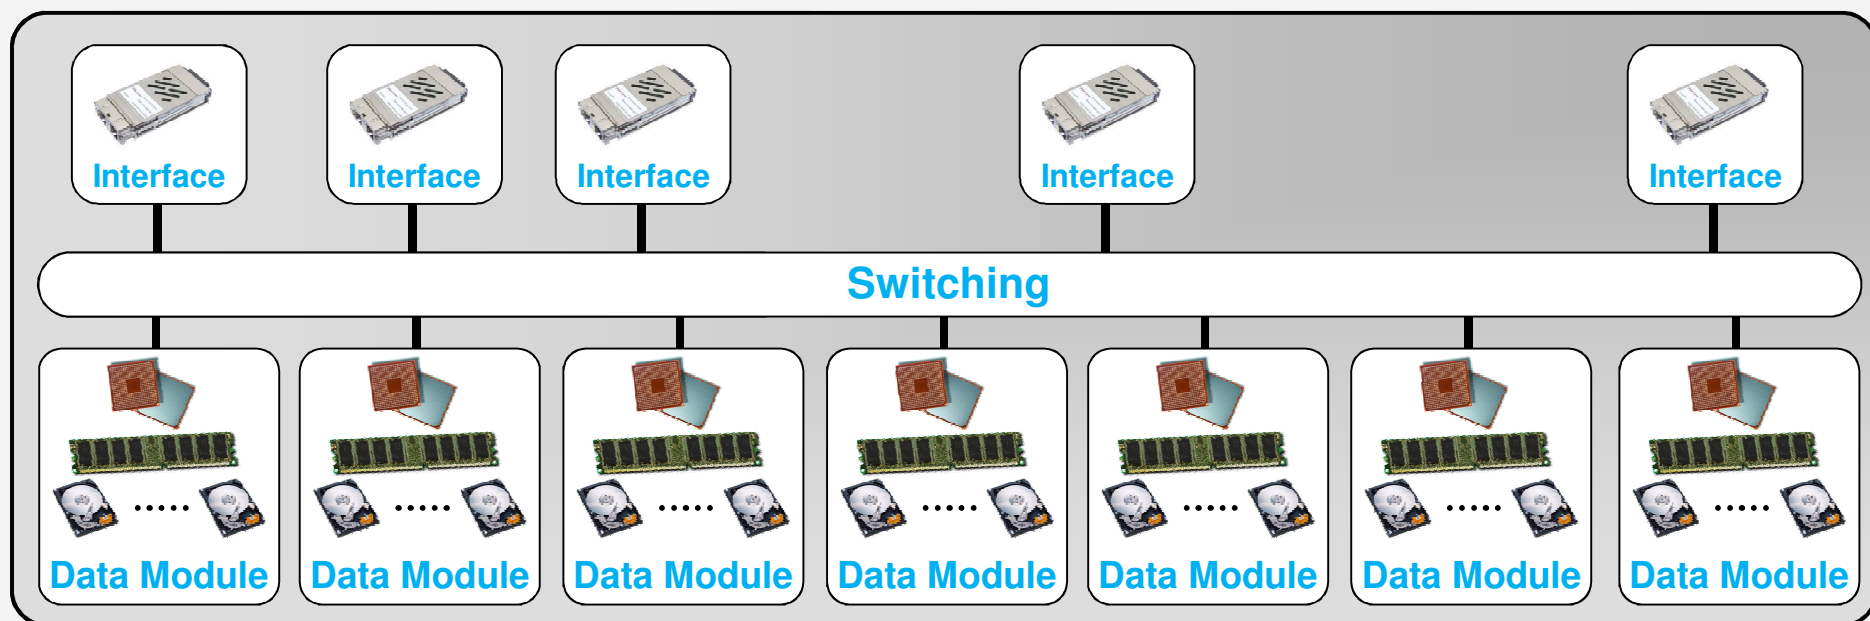 Interface
Interface
Interface
Interface
Interface
Switching
Data Module
Data Module
Data Module
Data Module
Data Module
Data Module
Data Module